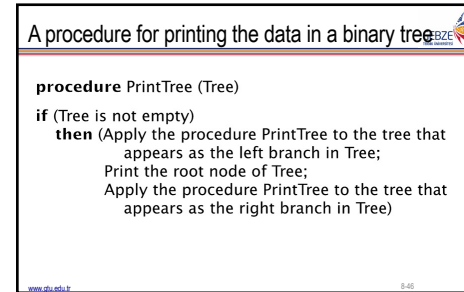 A procedure for printing the data in a binary tree
procedure PrintTree (Tree)
if (Tree is not empty)
then (Apply the procedure PrintTree to the tree that
appears as the left branch in Tree;
Print the root node of Tree;
Apply the procedure PrintTree to the tree that
appears as the right branch in Tree)
www.gtu.edu.tr
8-46